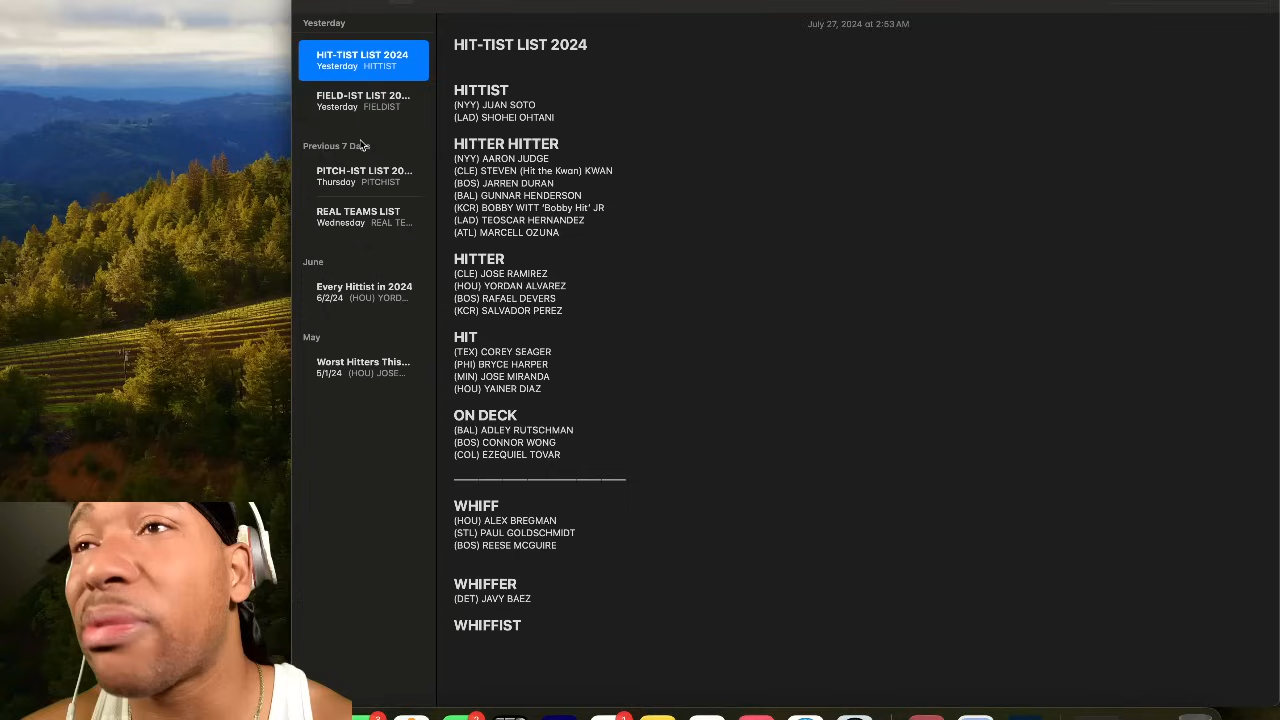 Yesterday
HIT-TIST LIST 2024
Yesterday HITTIST
FIELD-IST LIST 20...
Yesterday FIELDIST
Previous 7 Days
PITCH-IST LIST 20...
Thursday PITCHIST
REAL TEAMS LIST
Wednesday REAL TE...
June
Every Hittist in 2024
6/2/24 (HOU) YORD...
May
Worst Hitters This...
5/1/24 (HOU) JOSE...
July 27, 2024 at 2:53 AM
HIT-TIST LIST 2024
HITTIST
(NYY) JUAN SOTO
(LAD) SHOHEI OHTANI
HITTER HITTER
(NYY) AARON JUDGE
(CLE) STEVEN (Hit the Kwan) KWAN
(BOS) JARREN DURAN
(BAL) GUNNAR HENDERSON
(KCR) BOBBY WITT ‘Bobby Hit’ JR
(LAD) TEOSCAR HERNANDEZ
(ATL) MARCELL OZUNA
HITTER
(CLE) JOSE RAMIREZ
(HOU) YORDAN ALVAREZ
(BOS) RAFAEL DEVERS
(KCR) SALVADOR PEREZ
HIT
(TEX) COREY SEAGER
(PHI) BRYCE HARPER
(MIN) JOSE MIRANDA
(HOU) YAINER DIAZ
ON DECK
(BAL) ADLEY RUTSCHMAN
(BOS) CONNOR WONG
(COL) EZEQUIEL TOVAR
WHIFF
(HOU) ALEX BREGMAN
(STL) PAUL GOLDSCHMIDT
(BOS) REESE MCGUIRE
WHIFFER
(DET) JAVY BAEZ
WHIFFIST